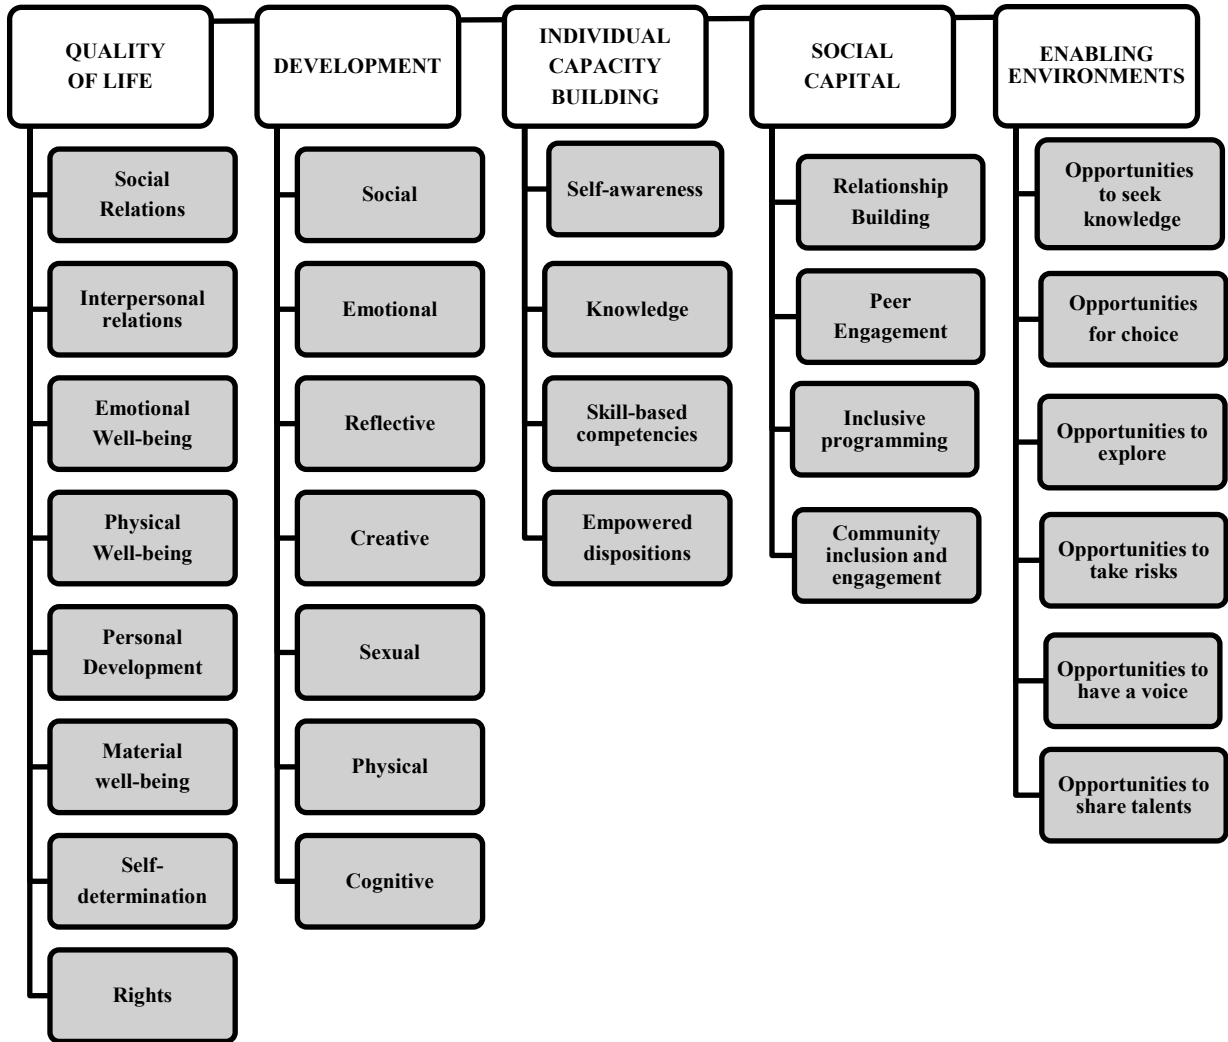 QUALITY
OF LIFE
Social
Relations
Interpersonal
relations
Emotional
Well-being
Physical
Well-being
Personal
Development
Material
well-being
Self-
determination
Rights
DEVELOPMENT
Social
Emotional
Reflective
Creative
Sexual
Physical
Cognitive
INDIVIDUAL
CAPACITY
BUILDING
Self-awareness
Knowledge
Skill-based
competencies
Empowered
dispositions
SOCIAL
CAPITAL
Relationship
Building
Peer
Engagement
Inclusive
programming
Community
inclusion and
engagement
ENABLING
ENVIRONMENTS
Opportunities
to seek
knowledge
Opportunities
for choice
Opportunities to
explore
Opportunities to
take risks
Opportunities to
have a voice
Opportunities to
share talents